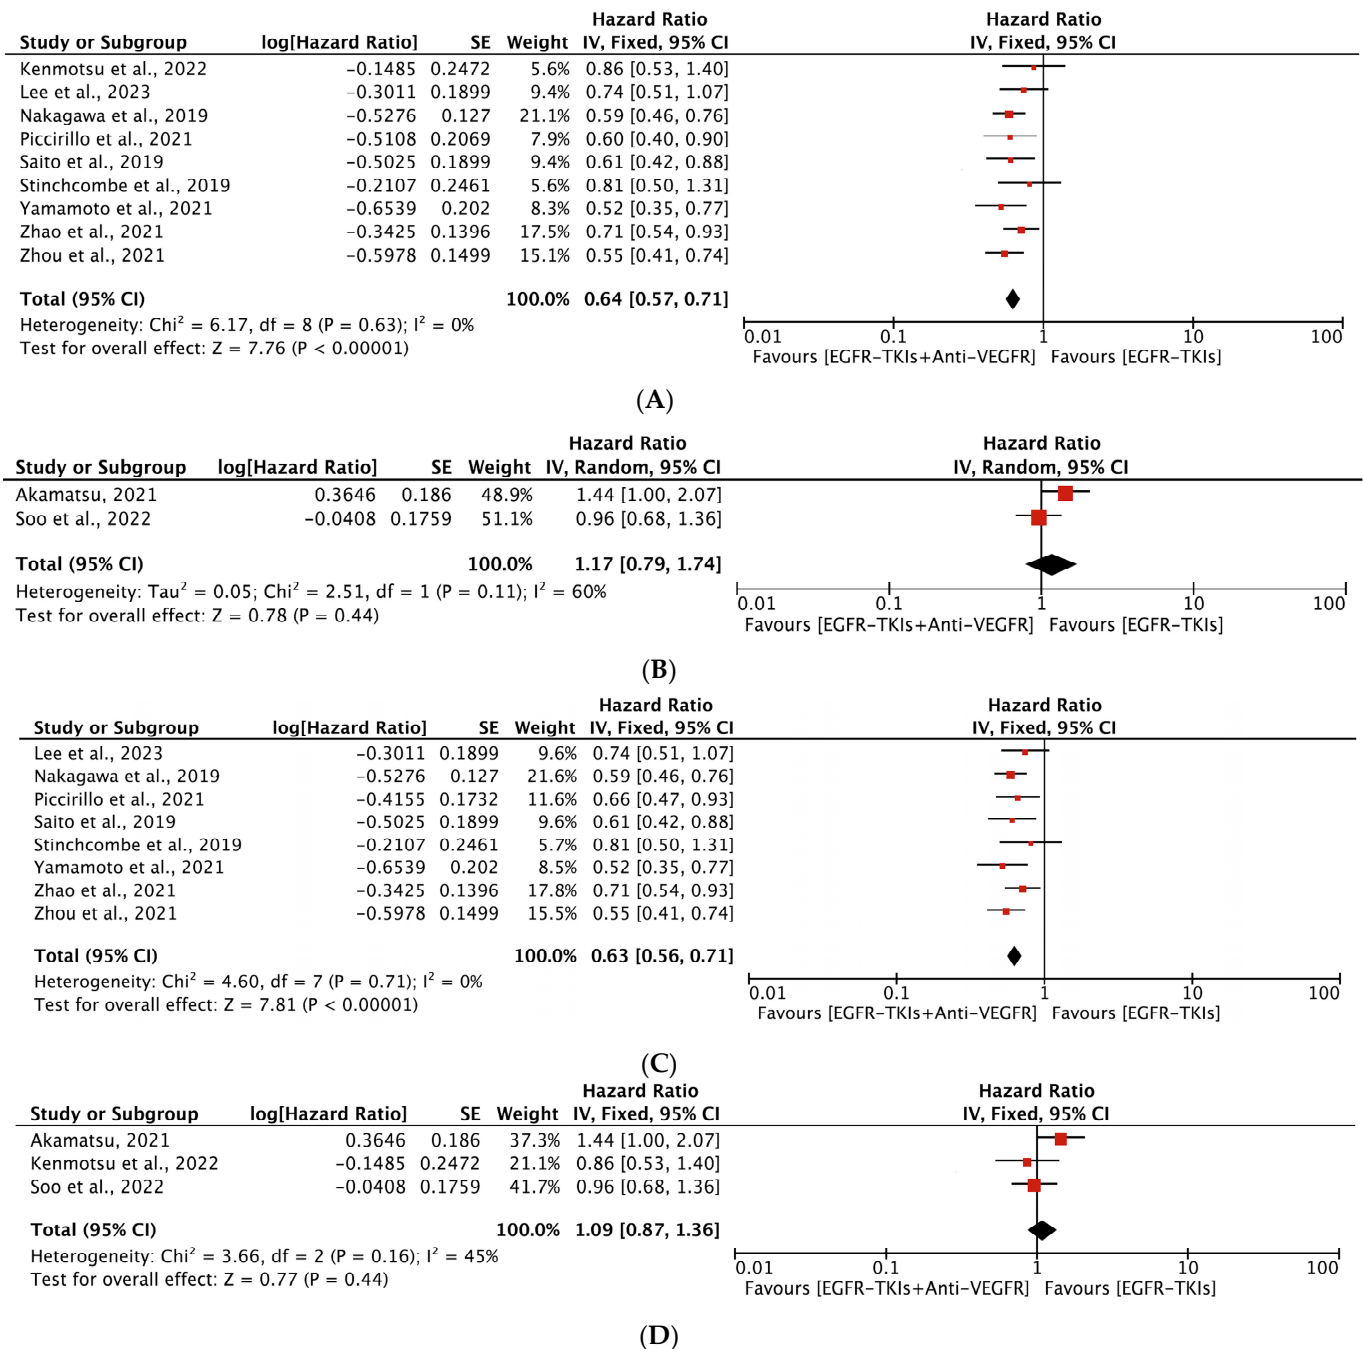 Hazard Ratio Hazard Ratio
Study or Subgroup log[Hazard Ratio] SE Weight IV, Fixed, 95% CI IV, Fixed, 95% CI
Kenmotsu et al., 2022 −0.1485 0.2472 5.6% 0.86 [0.53, 1.40]
Lee et al., 2023 −0.3011 0.1899 9.4% 0.74 [0.51, 1.07]
Nakagawa et al., 2019 −0.5276 0.127 21.1% 0.59 [0.46, 0.76]
Piccirillo et al., 2021 −0.5108 0.2069 7.9% 0.60 [0.40, 0.90]
Saito et al., 2019 −0.5025 0.1899 9.4% 0.61 [0.42, 0.88]
Stinchcombe et al., 2019 −0.2107 0.2461 5.6% 0.81 [0.50, 1.31]
Yamamoto et al., 2021 −0.6539 0.202 8.3% 0.52 [0.35, 0.77]
Zhao et al., 2021 −0.3425 0.1396 17.5% 0.71 [0.54, 0.93]
Zhou et al., 2021 −0.5978 0.1499 15.1% 0.55 [0.41, 0.74]
Total (95% CI) 100.0% 0.64 [0.57, 0.71]
Heterogeneity: Chi² = 6.17, df = 8 (P = 0.63); I² = 0%
Test for overall effect: Z = 7.76 (P < 0.00001)
0.01 0.1 1 10 100
Favours [EGFR−TKIs+Anti−VEGFR] Favours [EGFR−TKIs]
(A)
Hazard Ratio Hazard Ratio
Study or Subgroup log[Hazard Ratio] SE Weight IV, Random, 95% CI IV, Random, 95% CI
Akamatsu, 2021 0.3646 0.186 48.9% 1.44 [1.00, 2.07]
Soo et al., 2022 −0.0408 0.1759 51.1% 0.96 [0.68, 1.36]
Total (95% CI) 100.0% 1.17 [0.79, 1.74]
Heterogeneity: Tau² = 0.05; Chi² = 2.51, df = 1 (P = 0.11); I² = 60%
Test for overall effect: Z = 0.78 (P = 0.44)
0.01 0.1 1 10 100
Favours [EGFR−TKIs+Anti−VEGFR] Favours [EGFR−TKIs]
(B)
Hazard Ratio Hazard Ratio
Study or Subgroup log[Hazard Ratio] SE Weight IV, Fixed, 95% CI IV, Fixed, 95% CI
Lee et al., 2023 −0.3011 0.1899 9.6% 0.74 [0.51, 1.07]
Nakagawa et al., 2019 −0.5276 0.127 21.6% 0.59 [0.46, 0.76]
Piccirillo et al., 2021 −0.4155 0.1732 11.6% 0.66 [0.47, 0.93]
Saito et al., 2019 −0.5025 0.1899 9.6% 0.61 [0.42, 0.88]
Stinchcombe et al., 2019 −0.2107 0.2461 5.7% 0.81 [0.50, 1.31]
Yamamoto et al., 2021 −0.6539 0.202 8.5% 0.52 [0.35, 0.77]
Zhao et al., 2021 −0.3425 0.1396 17.8% 0.71 [0.54, 0.93]
Zhou et al., 2021 −0.5978 0.1499 15.5% 0.55 [0.41, 0.74]
Total (95% CI) 100.0% 0.63 [0.56, 0.71]
Heterogeneity: Chi² = 4.60, df = 7 (P = 0.71); I² = 0%
Test for overall effect: Z = 7.81 (P < 0.00001)
0.01 0.1 1 10 100
Favours [EGFR−TKIs+Anti−VEGFR] Favours [EGFR−TKIs]
(C)
Hazard Ratio Hazard Ratio
Study or Subgroup log[Hazard Ratio] SE Weight IV, Fixed, 95% CI IV, Fixed, 95% CI
Akamatsu, 2021 0.3646 0.186 37.3% 1.44 [1.00, 2.07]
Kenmotsu et al., 2022 −0.1485 0.2472 21.1% 0.86 [0.53, 1.40]
Soo et al., 2022 −0.0408 0.1759 41.7% 0.96 [0.68, 1.36]
Total (95% CI) 100.0% 1.09 [0.87, 1.36]
Heterogeneity: Chi² = 3.66, df = 2 (P = 0.16); I² = 45%
Test for overall effect: Z = 0.77 (P = 0.44)
0.01 0.1 1 10 100
Favours [EGFR−TKIs+Anti−VEGFR] Favours [EGFR−TKIs]
(D)